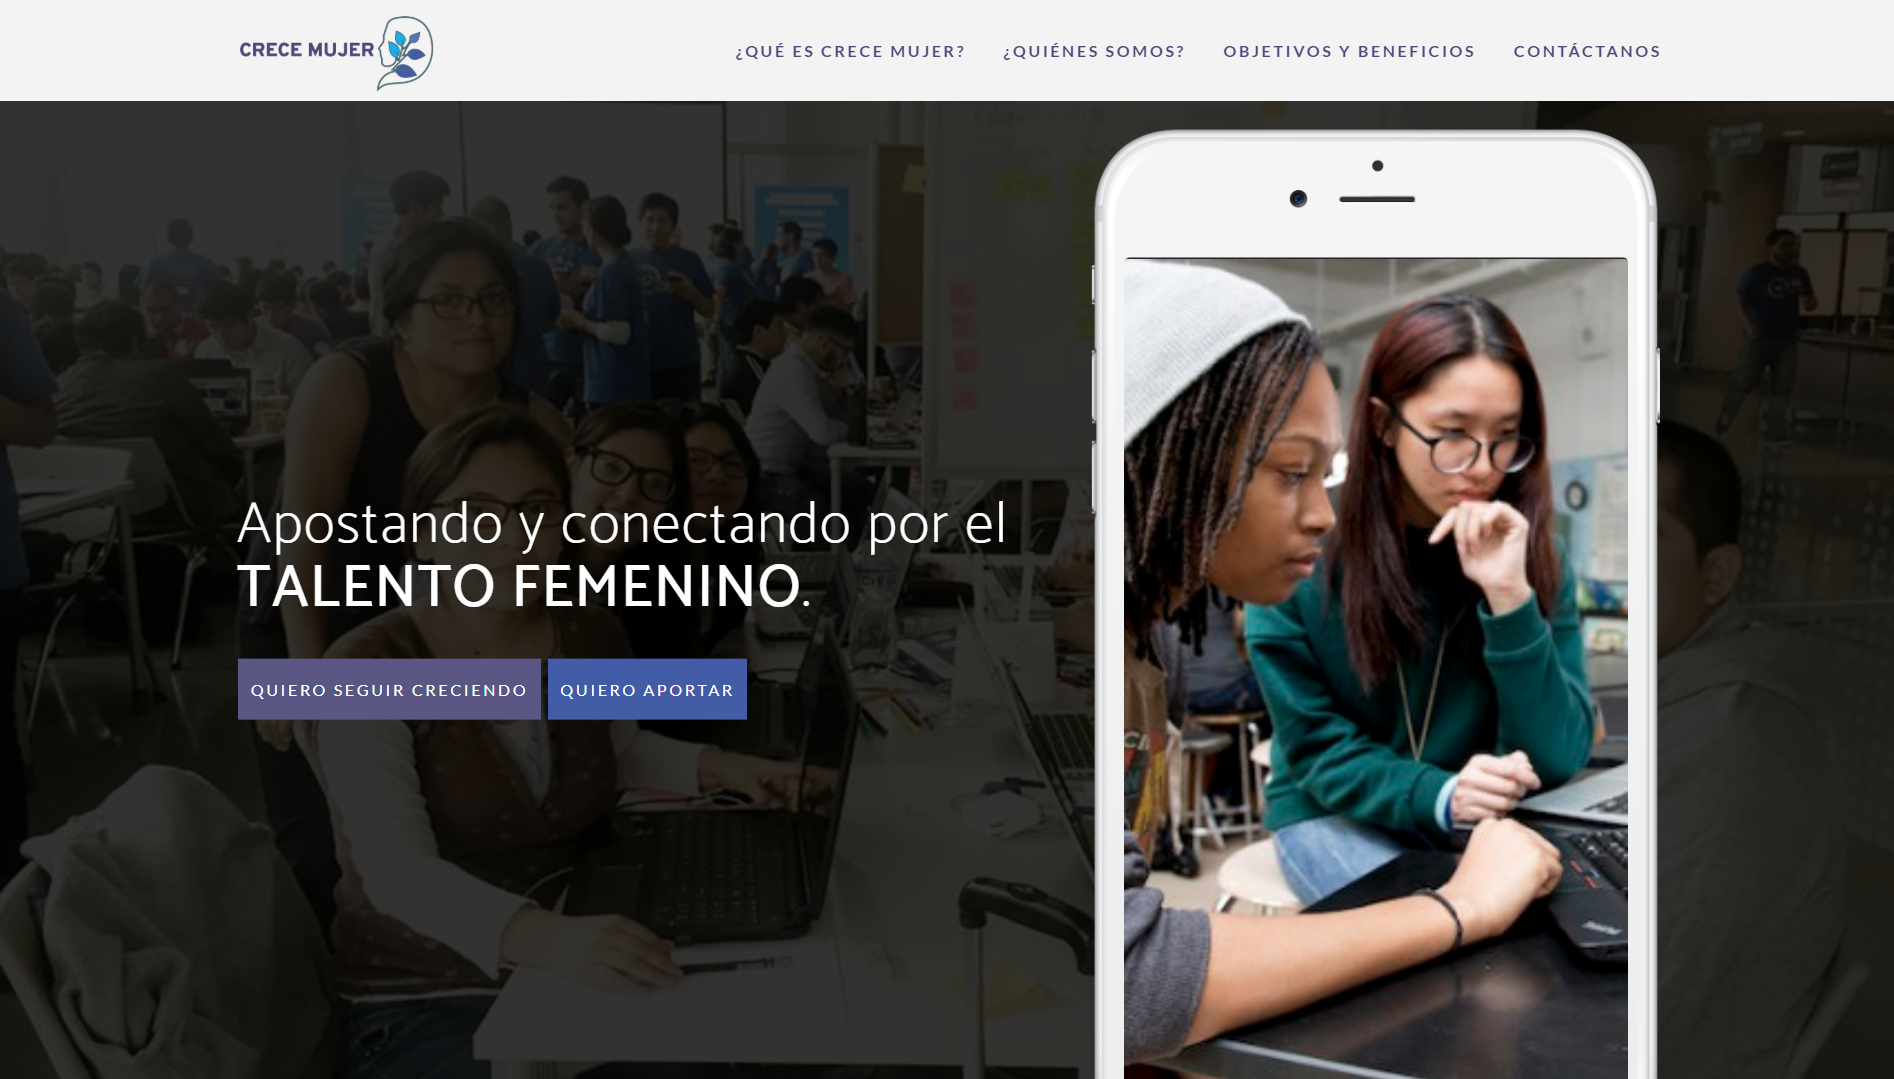 CRECE MUJER
¿QUÉ ES CRECE MUJER?
¿QUIÉNES SOMOS?
OBJETIVOS Y BENEFICIOS
CONTÁCTANOS
Apostando y conectando por el
TALENTO FEMENINO.
QUIERO SEGUIR CRECIENDO
QUIERO APORTAR
ThinkPad